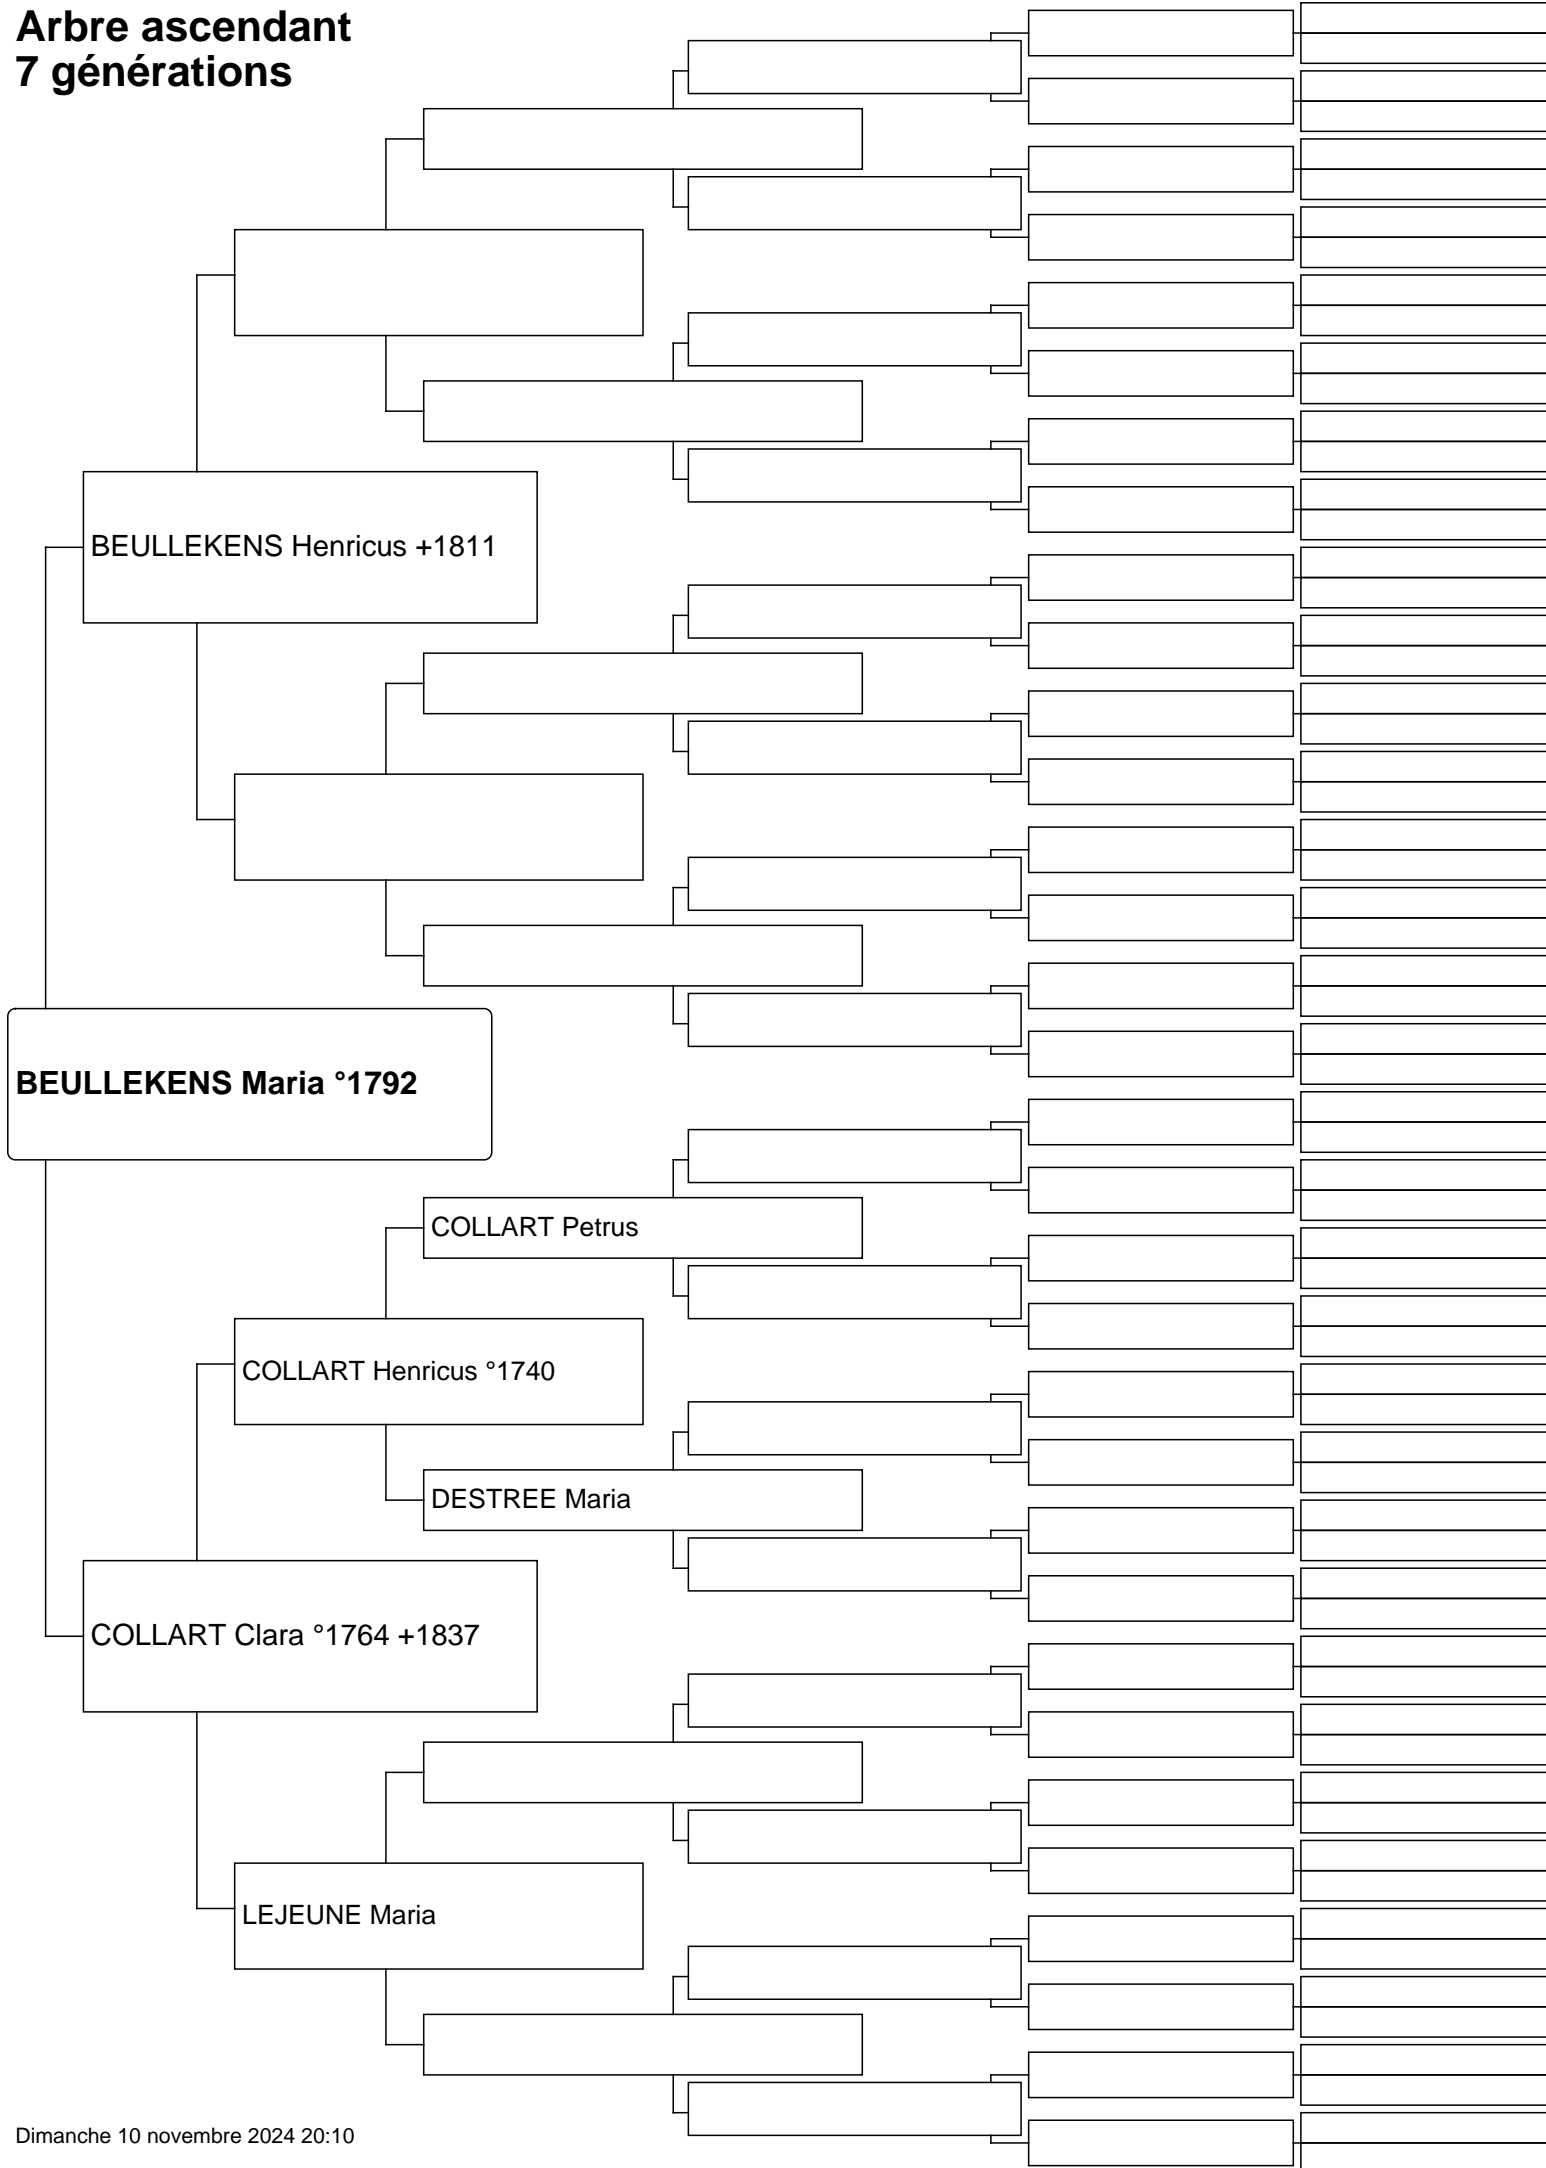 Arbre ascendant
7 générations
BEULLEKENS Henricus +1811
BEULLEKENS Maria °1792
COLLART Petrus
COLLART Henricus °1740
DESTREE Maria
COLLART Clara °1764 +1837
LEJEUNE Maria
Dimanche 10 novembre 2024 20:10